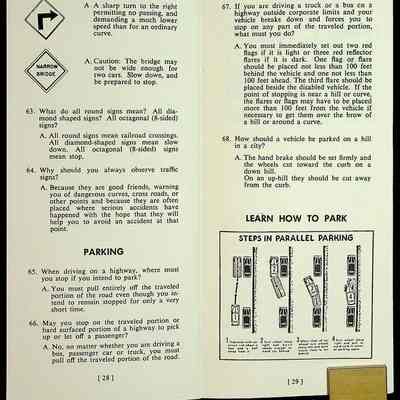 A. A sharp turn to the right
permitting no passing, and
demanding a much lower
speed than for an ordinary
curve.
NARROW
BRIDGE
A. Caution: The bridge may
not be wide enough for
two cars. Slow down, and
be prepared to stop.
63. What do all round signs mean? All dia-
mond shaped signs? All octagonal (8-sided)
signs?
A. All round signs mean railroad crossings.
All diamond-shaped signs mean slow
down. All octagonal (8-sided) signs
mean stop.
64. Why should you always observe traffic
signs?
A. Because they are good friends, warning
you of dangerous curves, cross roads, or
other points and because they are often
placed where serious accidents have
happened with the hope that they will
help you to avoid an accident at that
point.
PARKING
65. When driving on a highway, where must
you stop if you intend to park?
A. You must pull entirely off the traveled
portion of the road even though you in-
tend to remain stopped for only a very
short time.
66. May you stop on the traveled portion or
hard surfaced portion of a highway to pick
up or let off a passenger?
A. No, no matter whether you are driving a
bus, passenger car or truck, you must
pull off the traveled portion of the road.
[ 28 ]
67. If you are driving a truck or a bus on a
highway outside corporate limits and your
vehicle breaks down and forces you to
stop on any part of the traveled portion,
what must you do?
A. You must immediately set out two red
flags if it is light or three red reflector
flares if it is dark. One flag or flare
should be placed not less than 100 feet
behind the vehicle and one not less than
100 feet ahead. The third flare should be
placed beside the disabled vehicle. If the
point of stopping is near a hill or curve,
the flares or flags may have to be placed
more than 100 feet from the vehicle if
necessary to get them over the brow of
a hill or around a curve.
68. How should a vehicle be parked on a hill
in a city?
A. The hand brake should be set firmly and
the wheels cut toward the curb on a
down hill.
On an up-hill they should be cut away
from the curb.
LEARN HOW TO PARK
STEPS IN PARALLEL PARKING
[ 29 ]